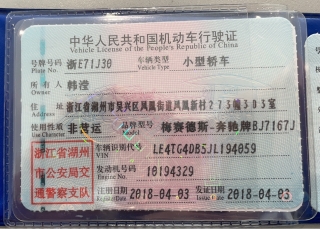 中华人民共和国机动车行驶证
Vehicle License of the People's Republic of China
号牌号码 浙E71J30 车辆类型 小型轿车
Plate No. Vehicle Type
所有人 韩滢
Owner
住址 浙江省湖州市吴兴区凤凰街道凤凰新村273幢303室
Address
使用性质 非营运 品牌型号 梅赛德斯-奔驰牌BJ7167J
Use Character Model
浙江省湖州 车辆识别代号 LE4TG4DB5JL194059
VIN
市公安局交 发动机号码 10194329
Engine No.
通警察支队 注册日期 2018-04-03 发证日期 2018-04-03
Register Date Issue Date